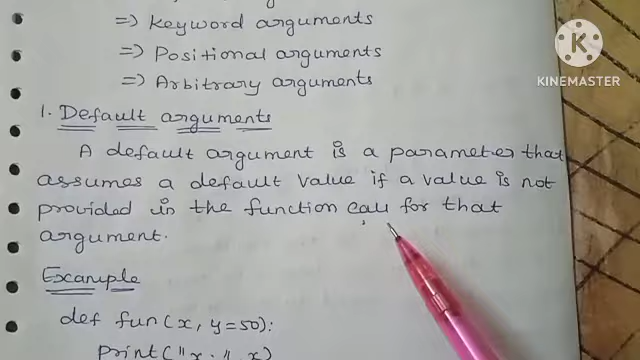 => Keyword arguments
=> Positional arguments
=> Arbitrary arguments
KINEMASTER
1. Default arguments
A default argument is a parameter that
assumes a default value if a value is not
provided in the function call for that
argument.
Example
def fun(x, y=50):
print("x:", x)